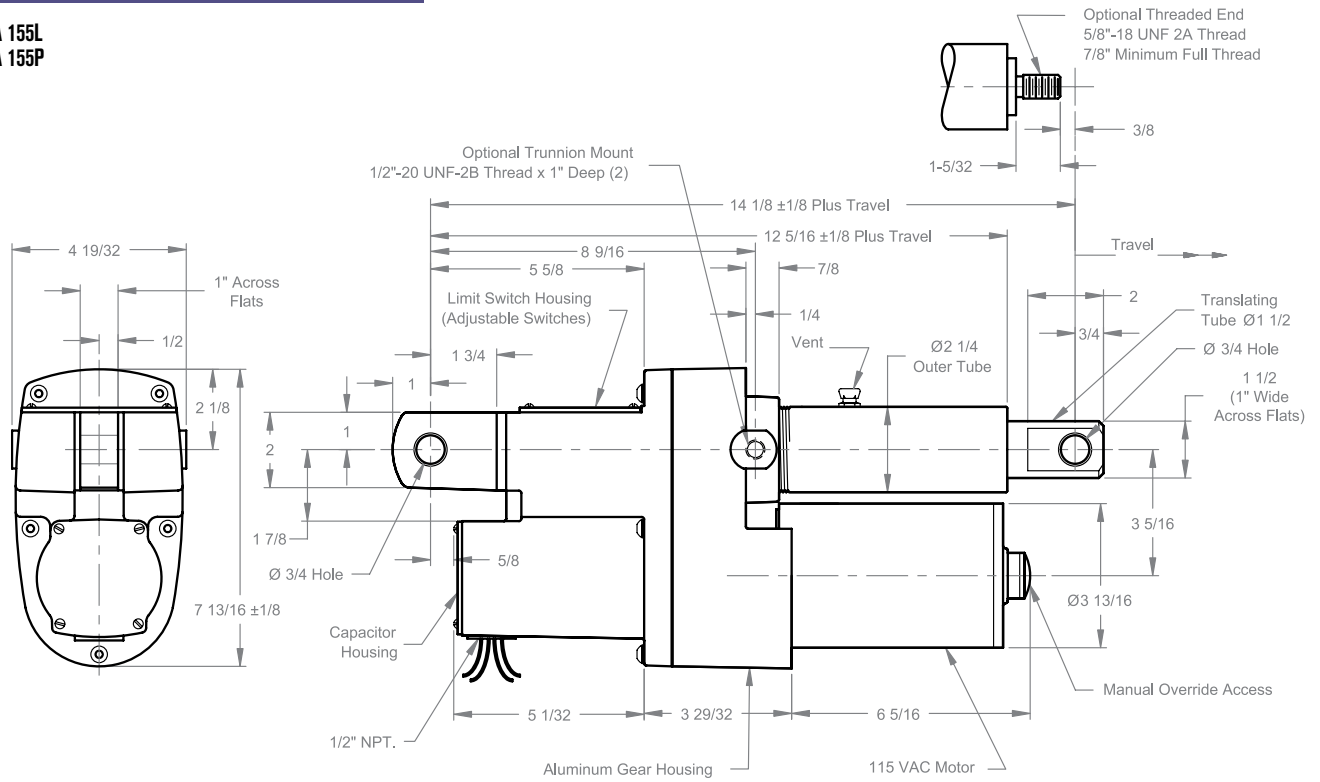 155L
155P
Optional Threaded End
5/8"-18 UNF 2A Thread
7/8" Minimum Full Thread
3/8
1-5/32
Optional Trunnion Mount
1/2"-20 UNF-2B Thread x 1" Deep (2)
14 1/8 ±1/8 Plus Travel
12 5/16 ±1/8 Plus Travel
8 9/16
5 5/8
7/8
Travel
4 19/32
1" Across
Flats
1/2
2 1/8
7 13/16 ±1/8
Limit Switch Housing
(Adjustable Switches)
1 3/4
1
1
2
1 7/8
1/4
Vent
Ø2 1/4
Outer Tube
2
3/4
Translating
Tube Ø1 1/2
Ø 3/4 Hole
1 1/2
(1" Wide
Across Flats)
Ø 3/4 Hole
5/8
3 5/16
Ø3 13/16
Capacitor
Housing
Manual Override Access
5 1/32
3 29/32
6 5/16
1/2" NPT.
Aluminum Gear Housing
115 VAC Motor